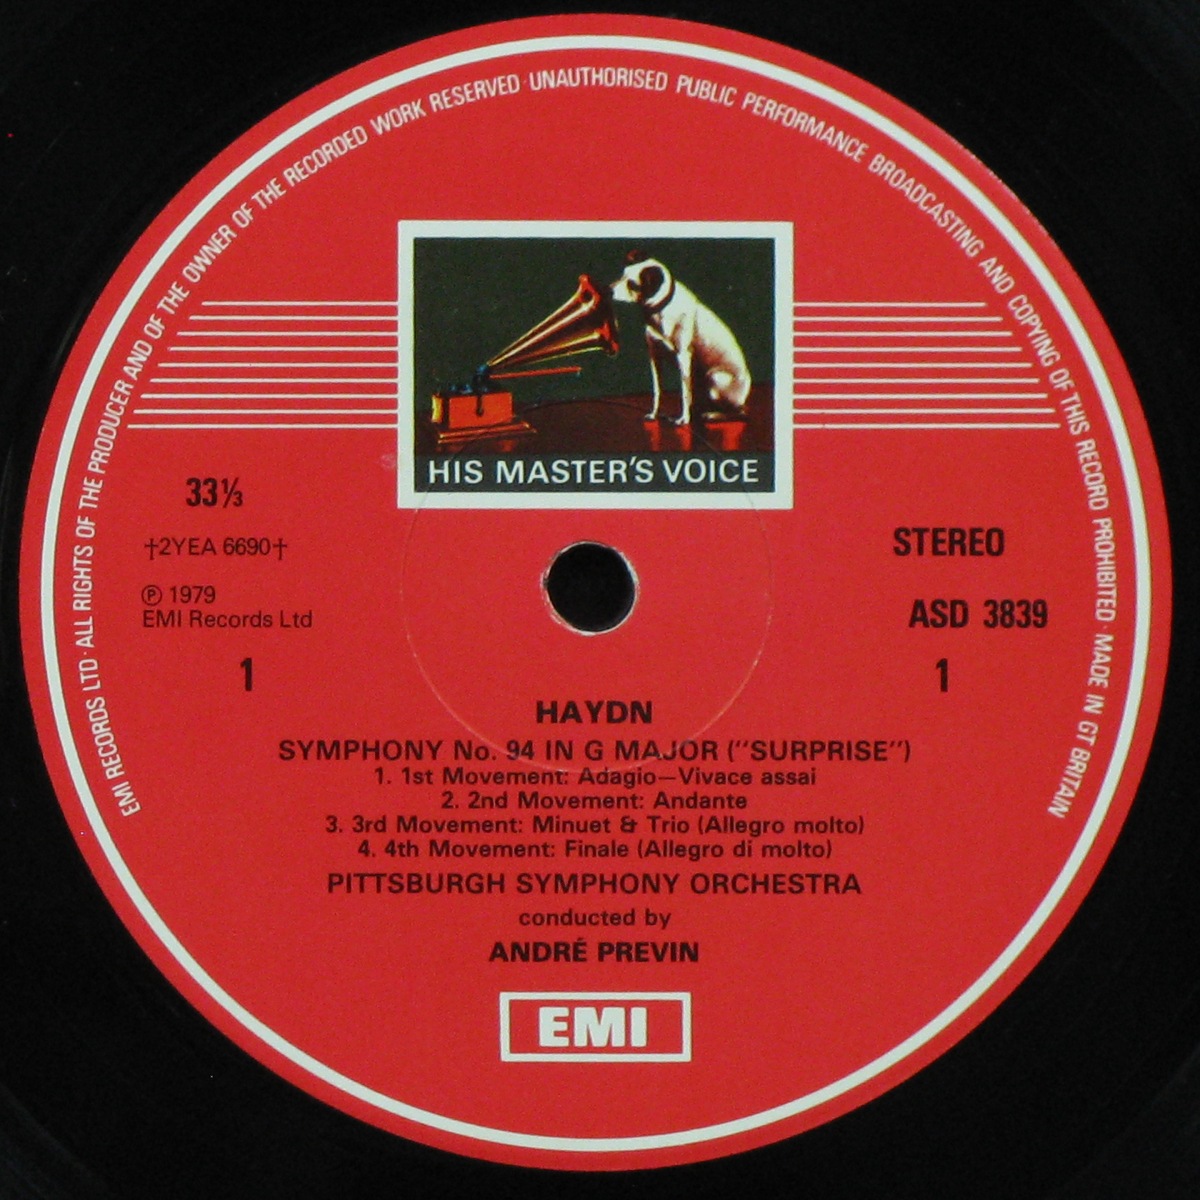 EMI RECORDS LTD · ALL RIGHTS OF THE PRODUCER AND OF THE OWNER OF THE RECORDED WORK RESERVED · UNAUTHORISED PUBLIC PERFORMANCE BROADCASTING AND COPYING OF THIS RECORD PROHIBITED · MADE IN GT BRITAIN
HIS MASTER'S VOICE
33⅓
†2YEA 6690†
℗ 1979
EMI Records Ltd
1
STEREO
ASD 3839
1
HAYDN
SYMPHONY No. 94 IN G MAJOR (''SURPRISE'')
1. 1st Movement: Adagio—Vivace assai
2. 2nd Movement: Andante
3. 3rd Movement: Minuet & Trio (Allegro molto)
4. 4th Movement: Finale (Allegro di molto)
PITTSBURGH SYMPHONY ORCHESTRA
conducted by
ANDRÉ PREVIN
EMI